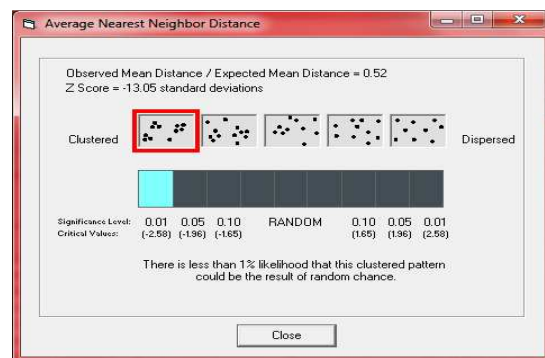 Average Nearest Neighbor Distance
Observed Mean Distance / Expected Mean Distance = 0.52
Z Score = -13.05 standard deviations
Clustered
Dispersed
Significance Level: 0.01 0.05 0.10 RANDOM 0.10 0.05 0.01
Critical Values: (-2.58) (-1.96) (-1.65) (1.65) (1.96) (2.58)
There is less than 1% likelihood that this clustered pattern
could be the result of random chance.
Close